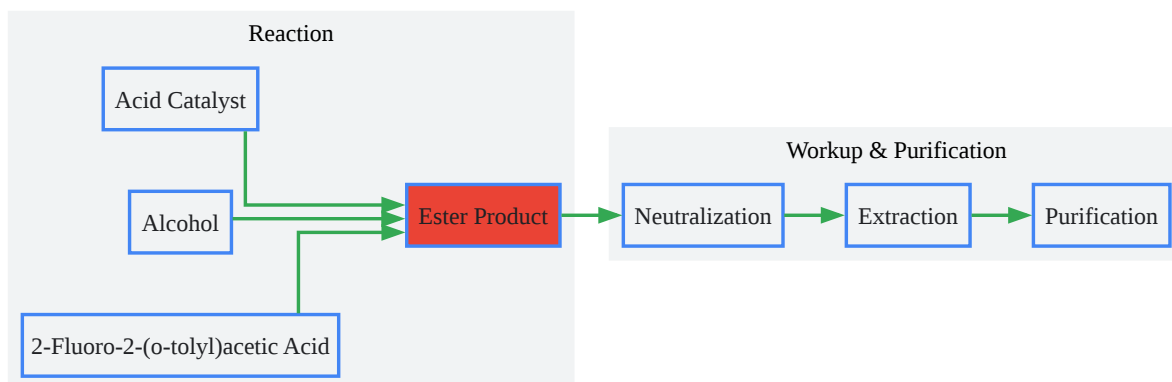 Reaction
Acid Catalyst
Alcohol
2-Fluoro-2-(o-tolyl)acetic Acid
Ester Product
Workup & Purification
Neutralization
Extraction
Purification